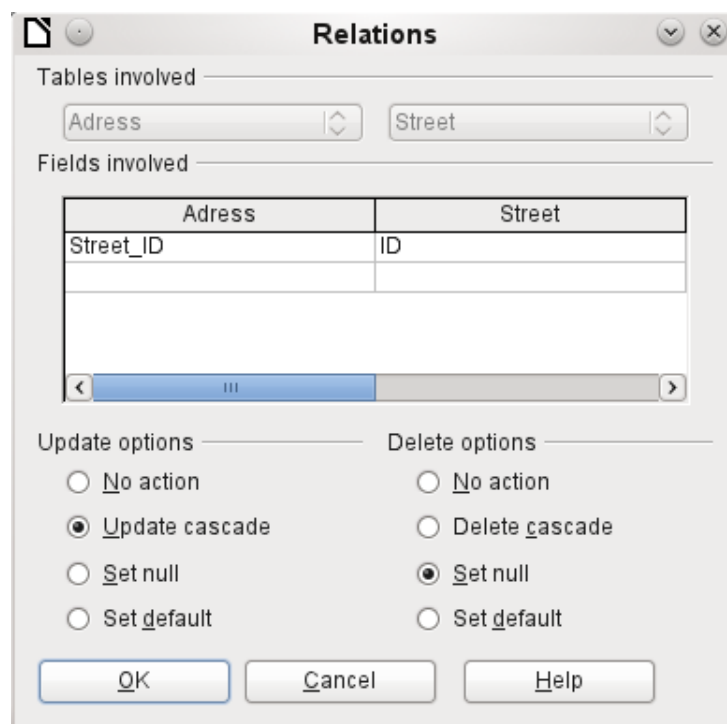 Relations
Tables involved
Adress Street
Fields involved
Adress Street
Street_ID ID
Update options Delete options
No action No action
Update cascade Delete cascade
Set null Set null
Set default Set default
OK Cancel Help